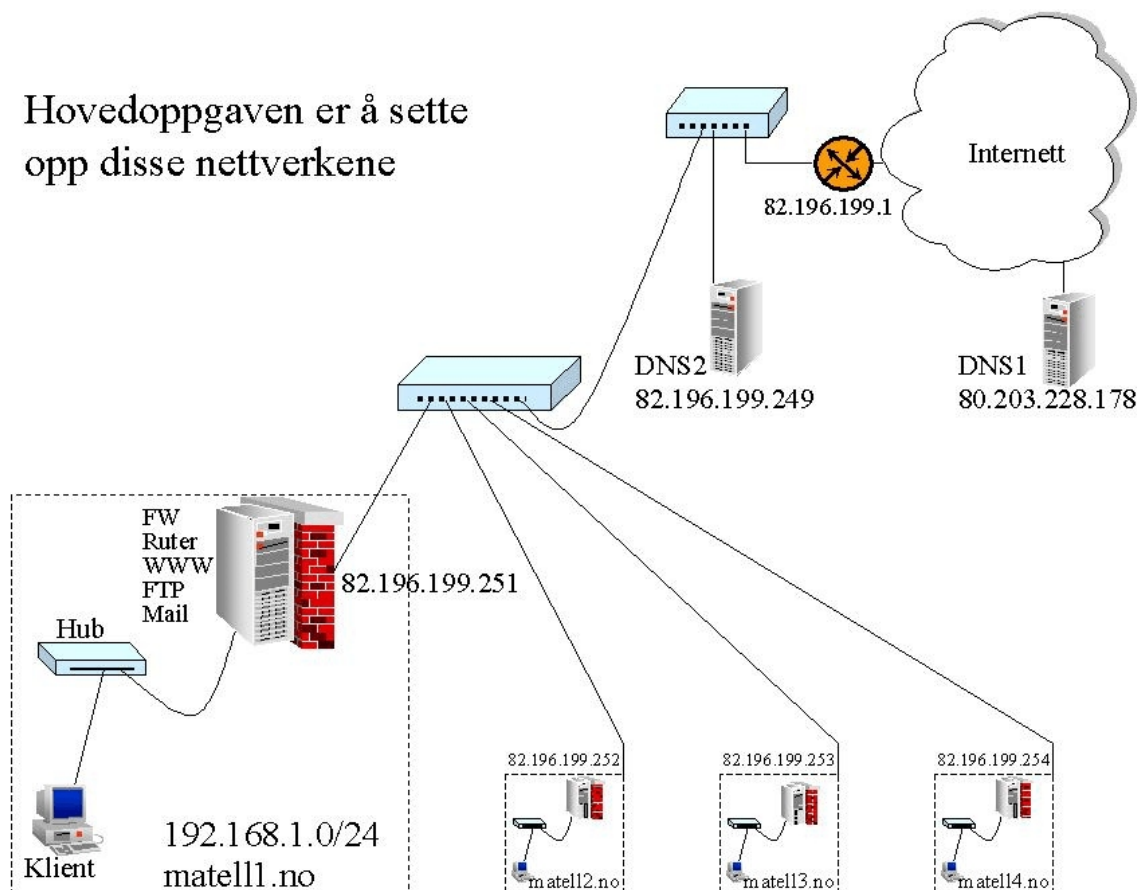 Hovedoppgaven er å sette
opp disse nettverkene
Internett
82.196.199.1
DNS2
82.196.199.249
DNS1
80.203.228.178
FW
Ruter
WWW
FTP
Mail
82.196.199.251
Hub
Klient
192.168.1.0/24
matell1.no
82.196.199.252
matell2.no
82.196.199.253
matell3.no
82.196.199.254
matell4.no